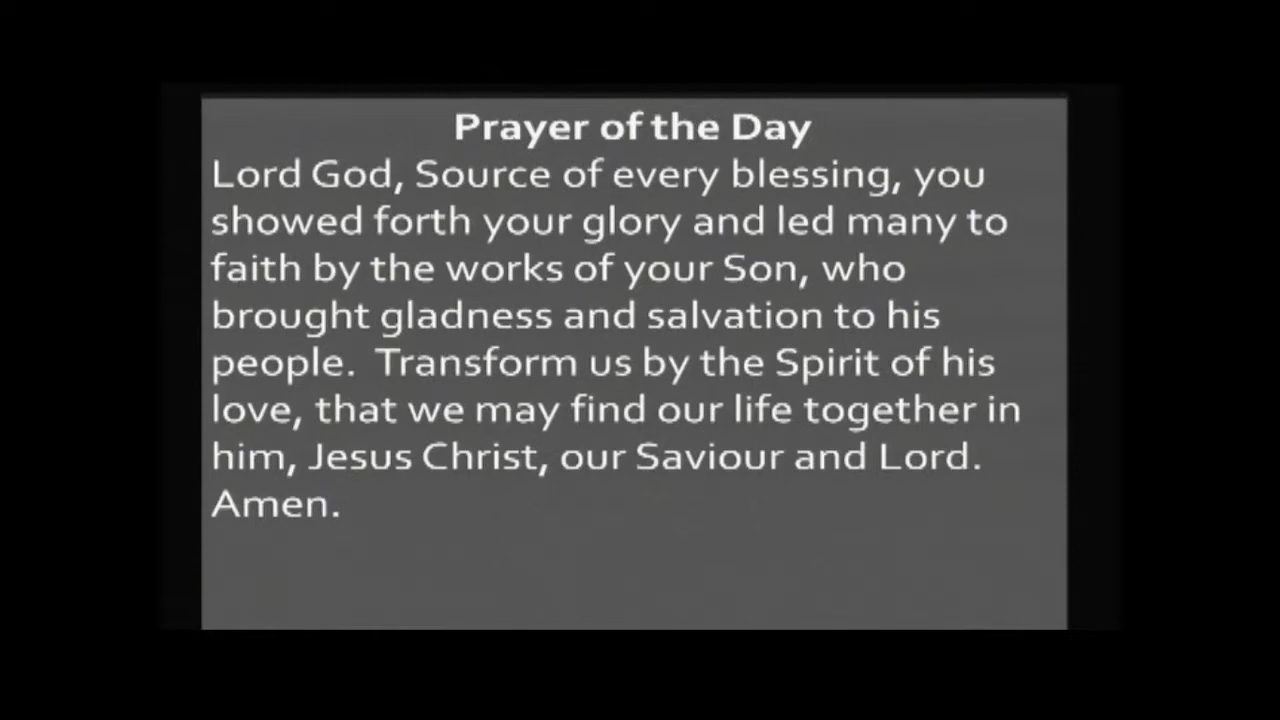 Prayer of the Day
Lord God, Source of every blessing, you
showed forth your glory and led many to
faith by the works of your Son, who
brought gladness and salvation to his
people.  Transform us by the Spirit of his
love, that we may find our life together in
him, Jesus Christ, our Saviour and Lord.
Amen.